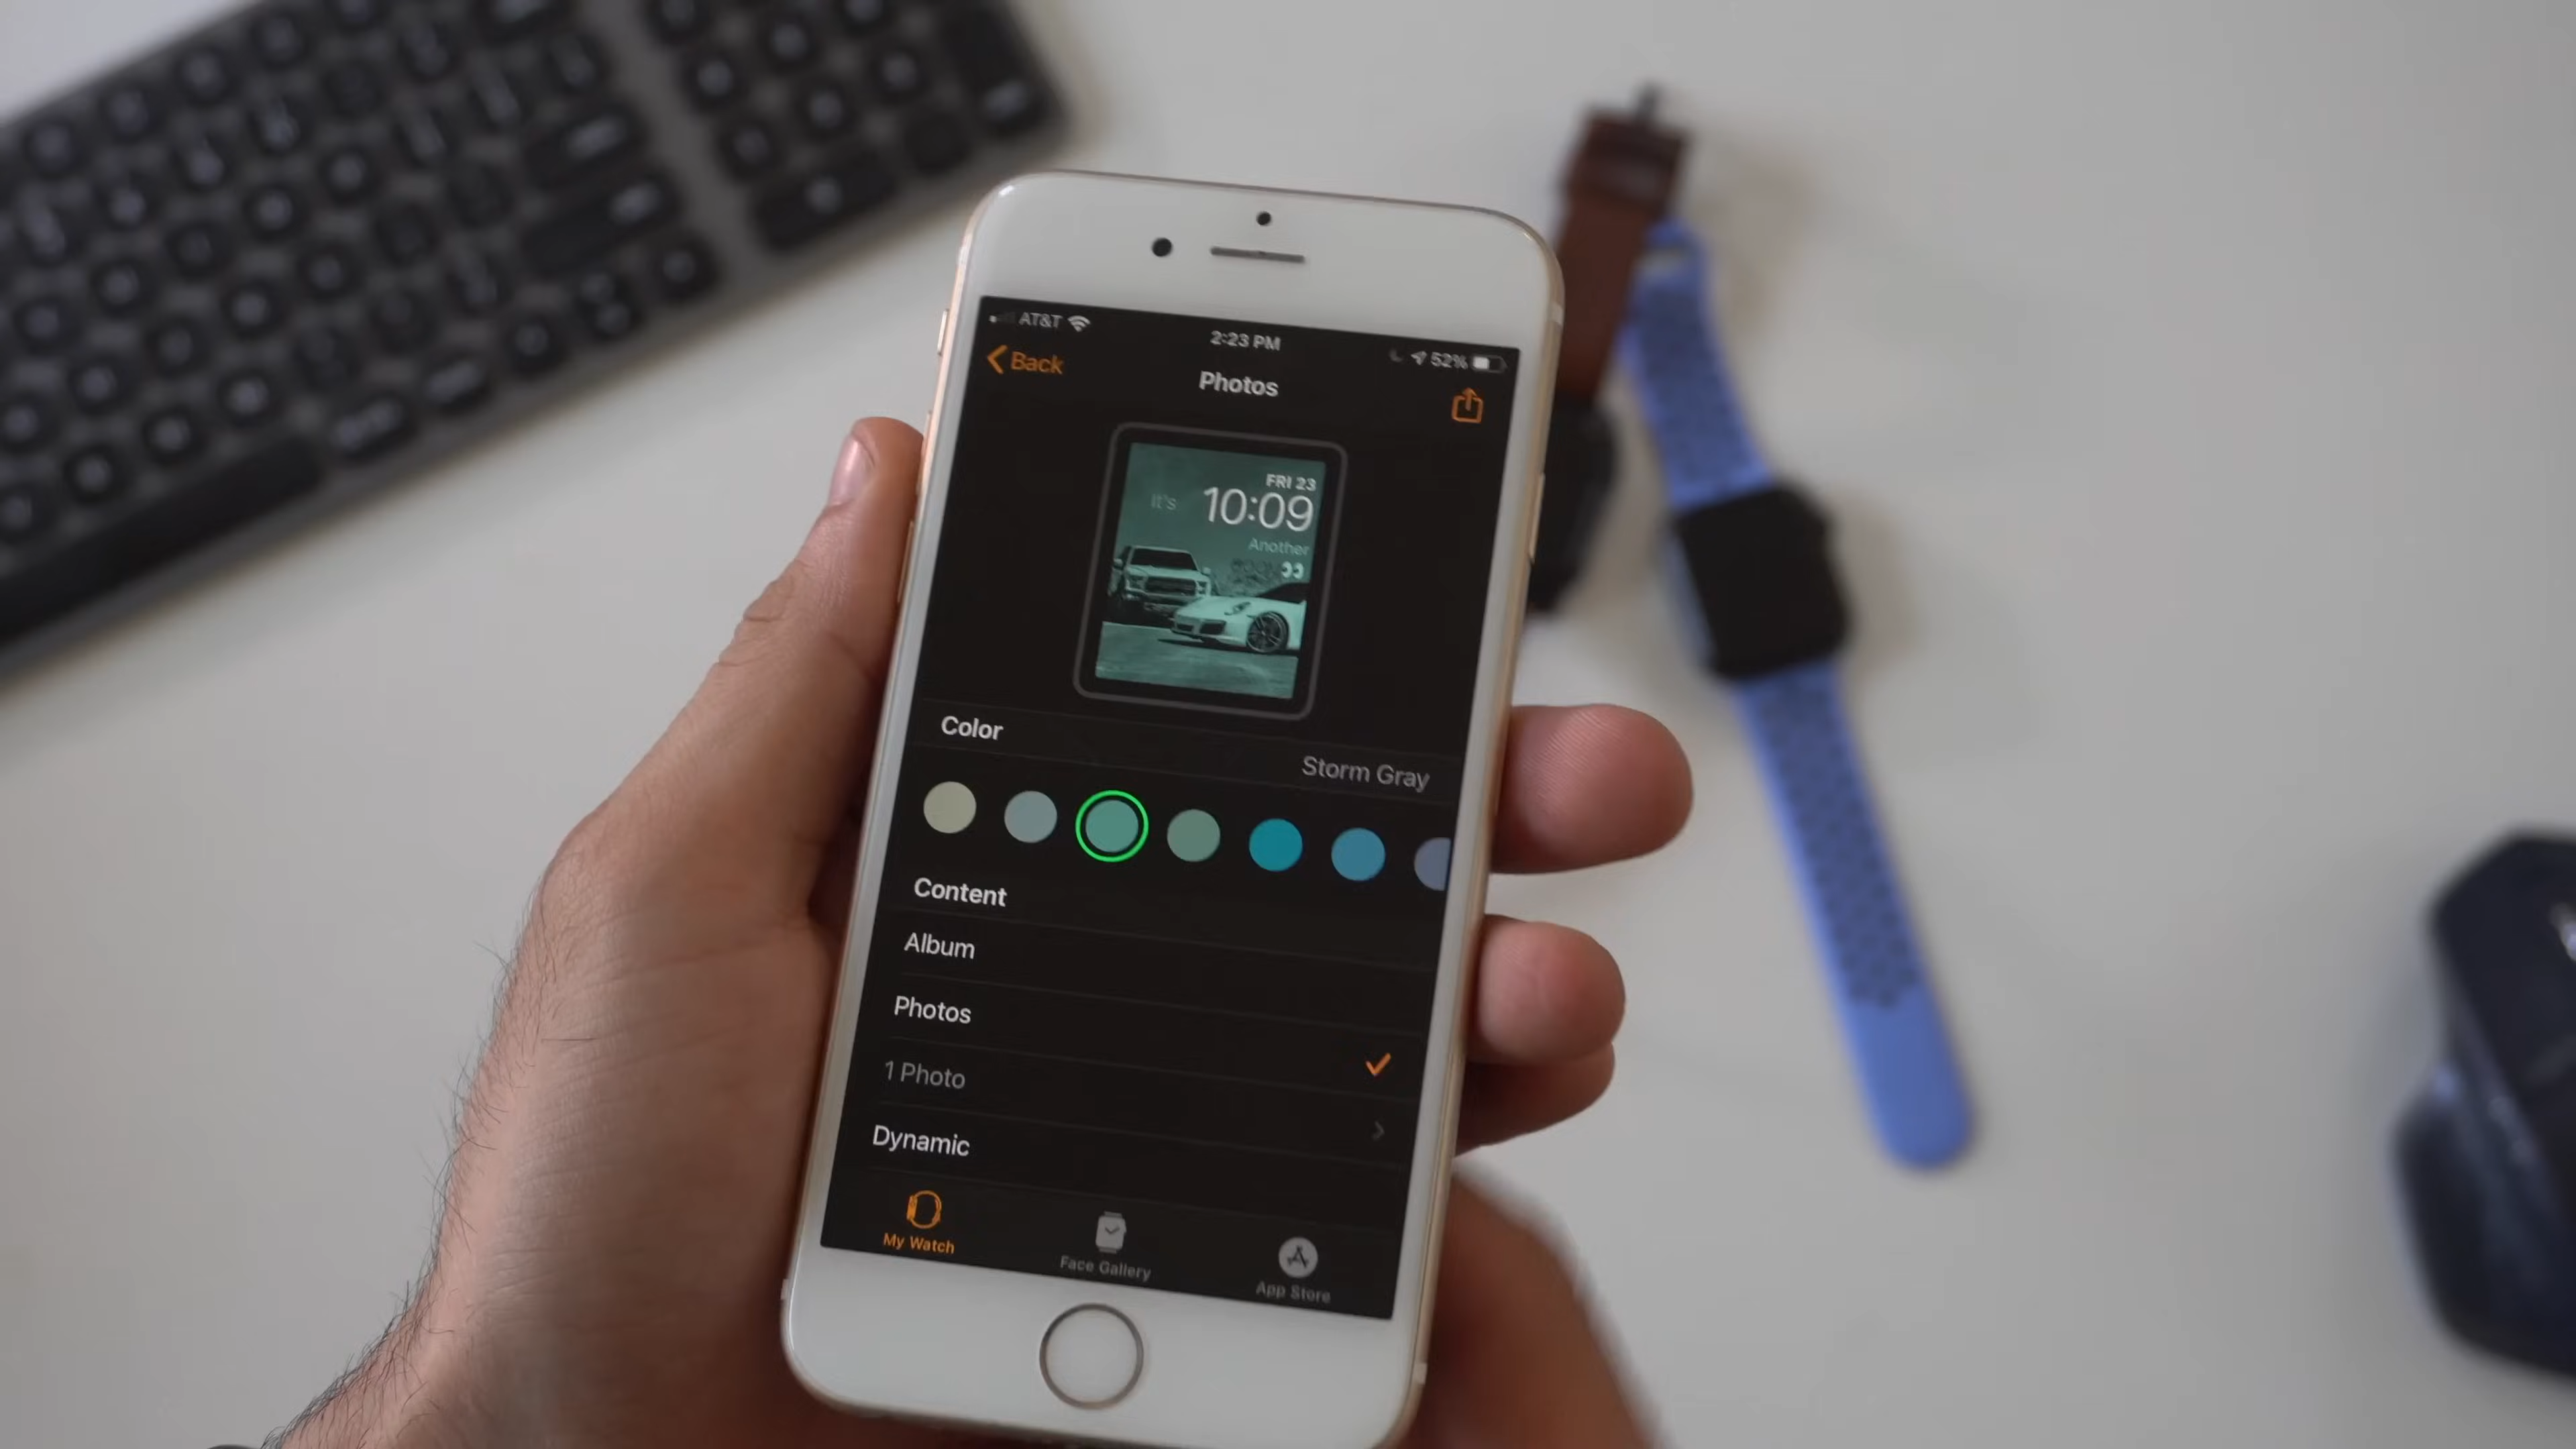 AT&T
2:23 PM
52%
Back
Photos
FRI 23
It's
10:09
Another
Color
Storm Gray
Content
Album
Photos
1 Photo
Dynamic
My Watch
Face Gallery
App Store